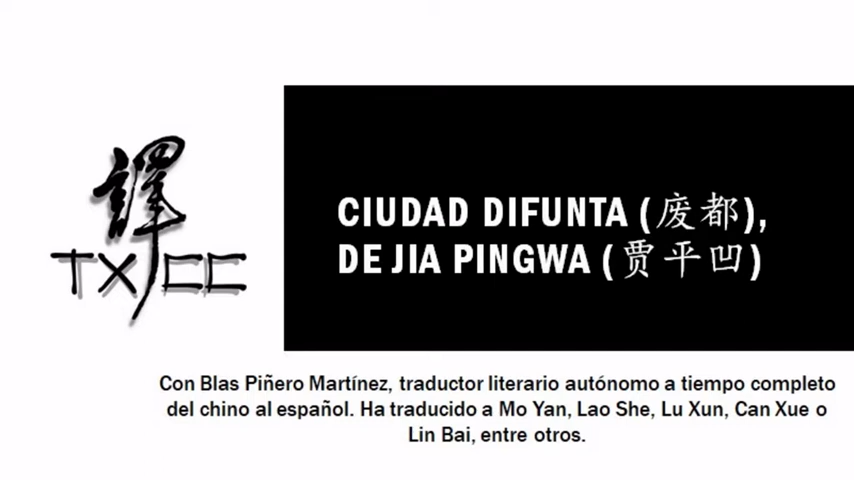 譯
TXICC
CIUDAD DIFUNTA (废都),
DE JIA PINGWA (贾平凹)
Con Blas Piñero Martínez, traductor literario autónomo a tiempo completo
del chino al español. Ha traducido a Mo Yan, Lao She, Lu Xun, Can Xue o
Lin Bai, entre otros.